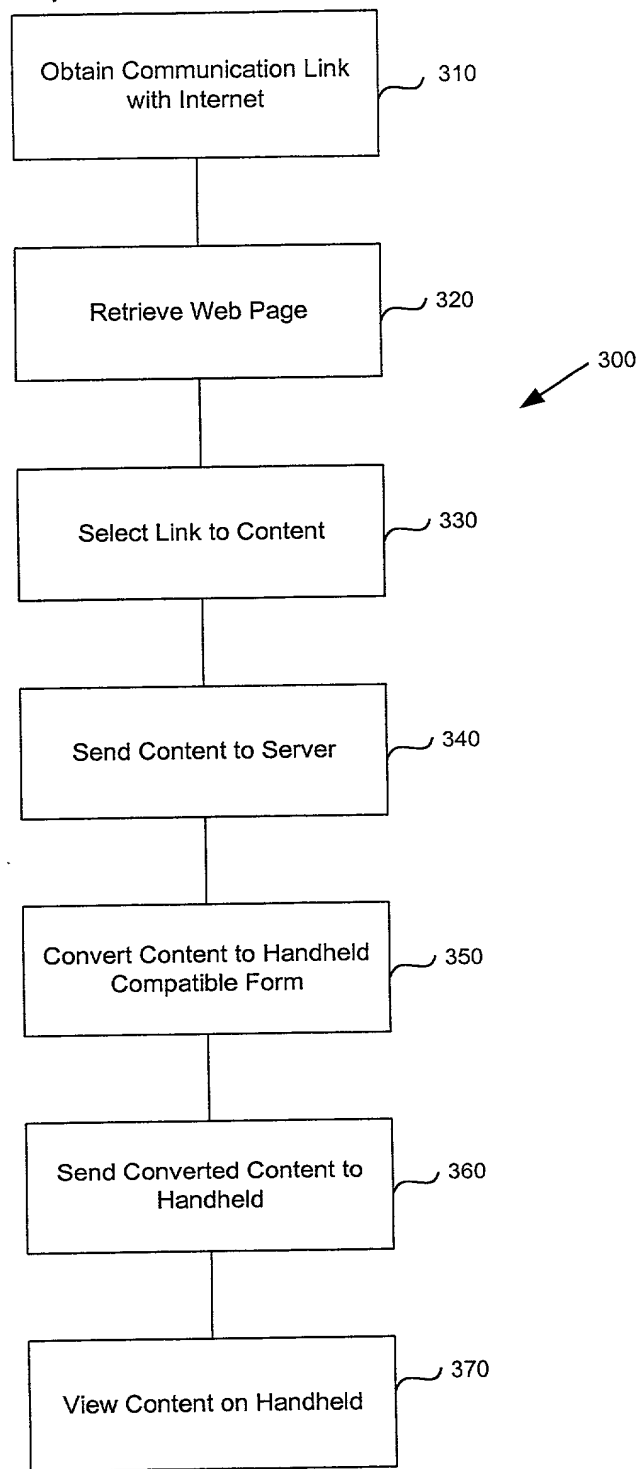 Obtain Communication Link
with Internet
310
Retrieve Web Page
320
300
Select Link to Content
330
Send Content to Server
340
Convert Content to Handheld
Compatible Form
350
Send Converted Content to
Handheld
360
View Content on Handheld
370